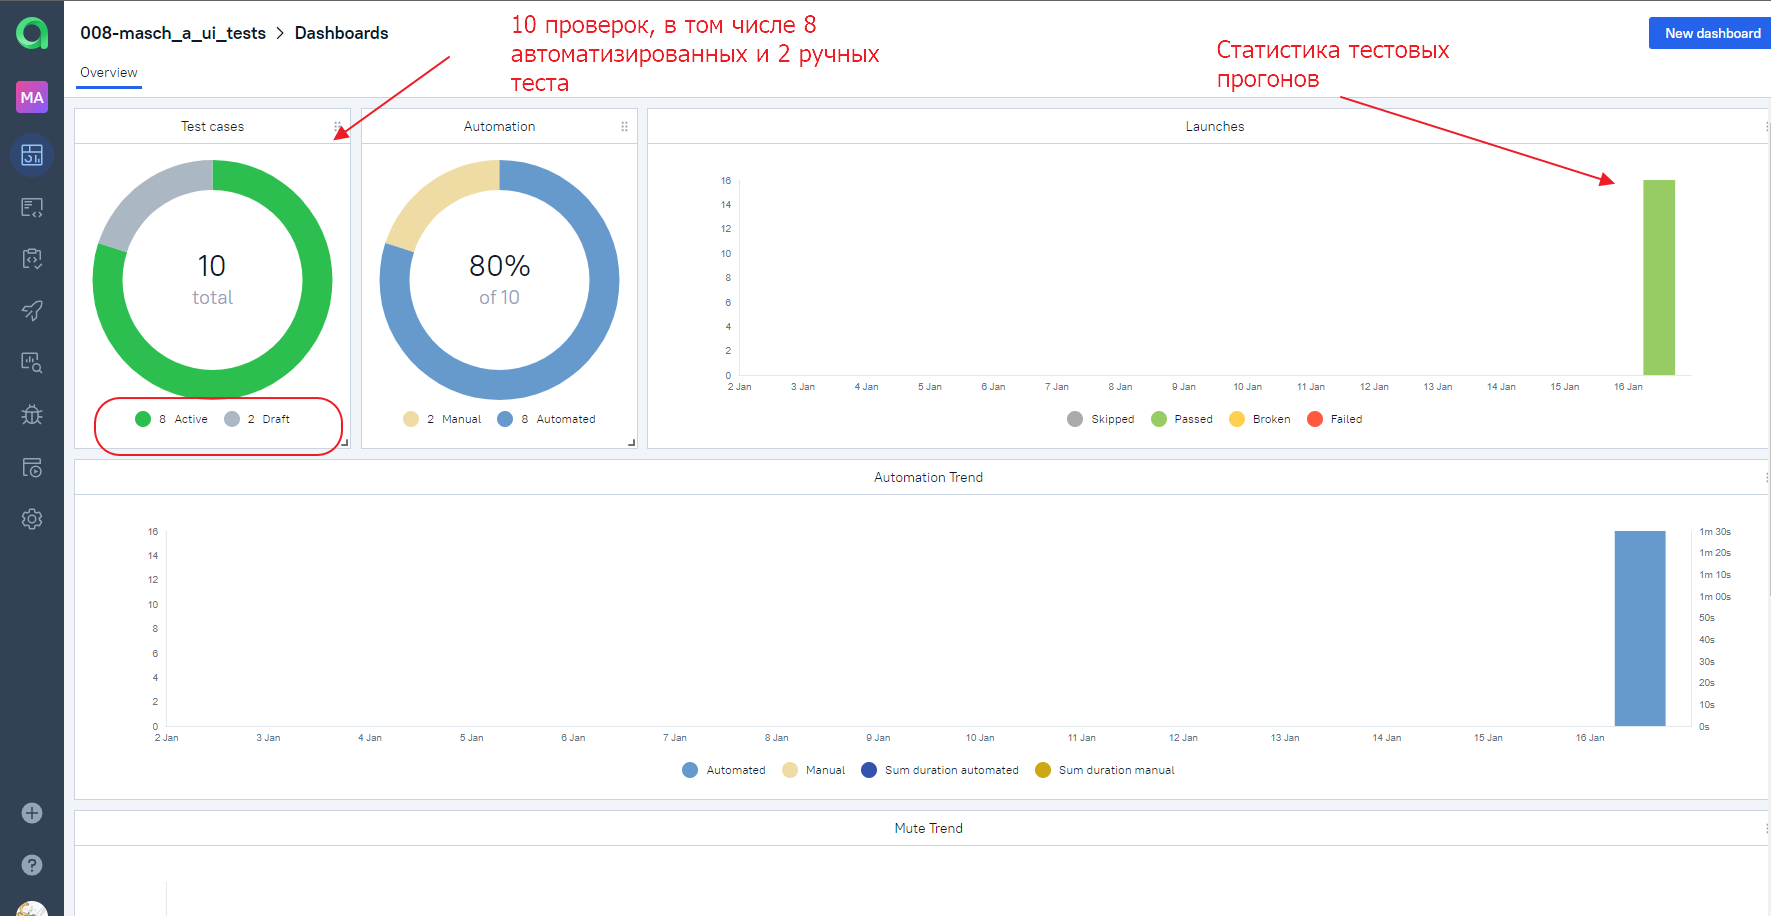 008-masch_a_ui_tests > Dashboards
10 проверок, в том числе 8
автоматизированных и 2 ручных
теста
Статистика тестовых
прогонов
New dashboard
Overview
MA
Test cases
10
total
8 Active
2 Draft
Automation
80%
of 10
2 Manual
8 Automated
Launches
16
14
12
10
8
6
4
2
0
2 Jan 3 Jan 4 Jan 5 Jan 6 Jan 7 Jan 8 Jan 9 Jan 10 Jan 11 Jan 12 Jan 13 Jan 14 Jan 15 Jan 16 Jan
Skipped Passed Broken Failed
Automation Trend
16
14
12
10
8
6
4
2
0
1m 30s
1m 20s
1m 10s
1m 00s
50s
40s
30s
20s
10s
0s
2 Jan 3 Jan 4 Jan 5 Jan 6 Jan 7 Jan 8 Jan 9 Jan 10 Jan 11 Jan 12 Jan 13 Jan 14 Jan 15 Jan 16 Jan
Automated Manual Sum duration automated Sum duration manual
Mute Trend